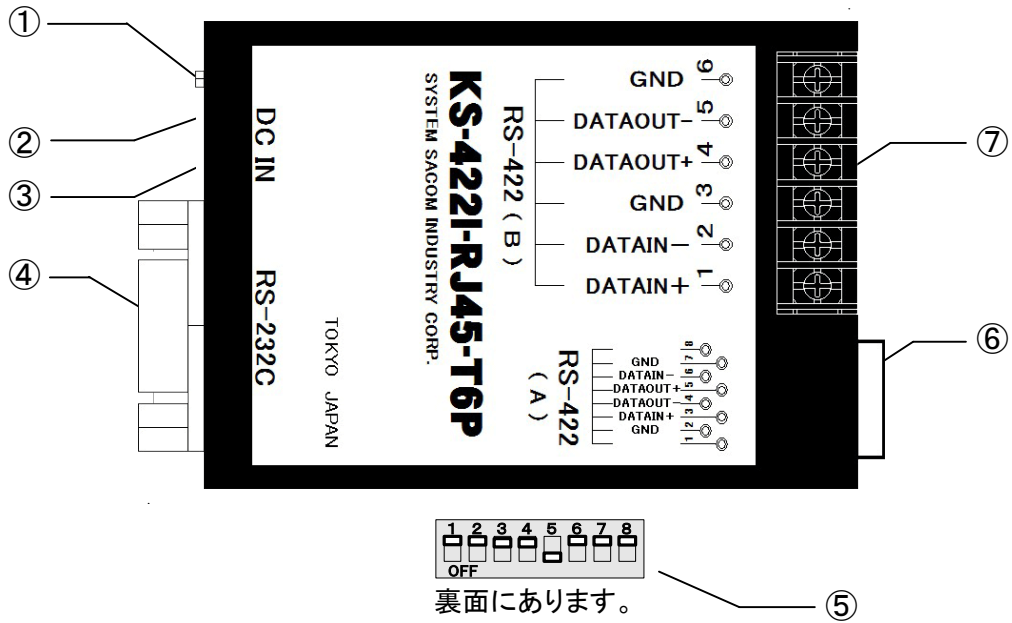 ①
②
③
④
DC IN
RS-232C
KS-422I-RJ45-T6P
SYSTEM SACOM INDUSTRY CORP.
TOKYO JAPAN
RS-422 ( B )
GND 6
DATAOUT- 5
DATAOUT+ 4
GND 3
DATAIN- 2
DATAIN+ 1
RS-422
( A )
8
GND 7
DATAIN- 6
DATAOUT+ 5
DATAOUT- 4
DATAIN+ 3
GND 2
1
⑦
⑥
1 2 3 4 5 6 7 8
OFF
裏面にあります。
⑤